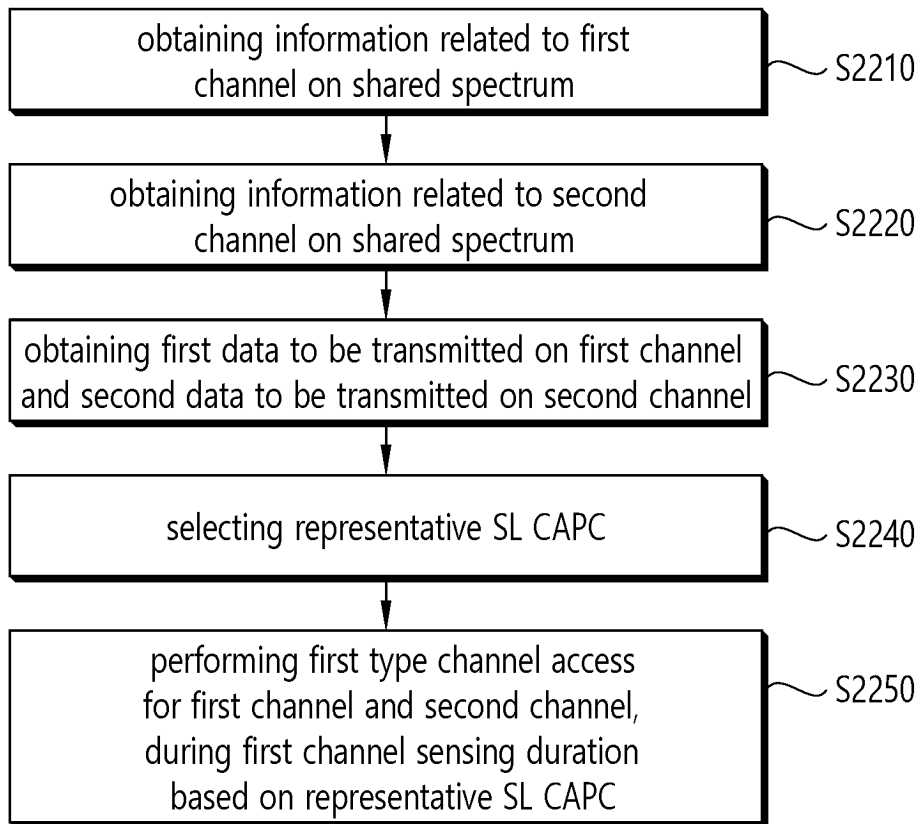 obtaining information related to first
channel on shared spectrum
S2210
obtaining information related to second
channel on shared spectrum
S2220
obtaining first data to be transmitted on first channel
and second data to be transmitted on second channel
S2230
selecting representative SL CAPC
S2240
performing first type channel access
for first channel and second channel,
during first channel sensing duration
based on representative SL CAPC
S2250